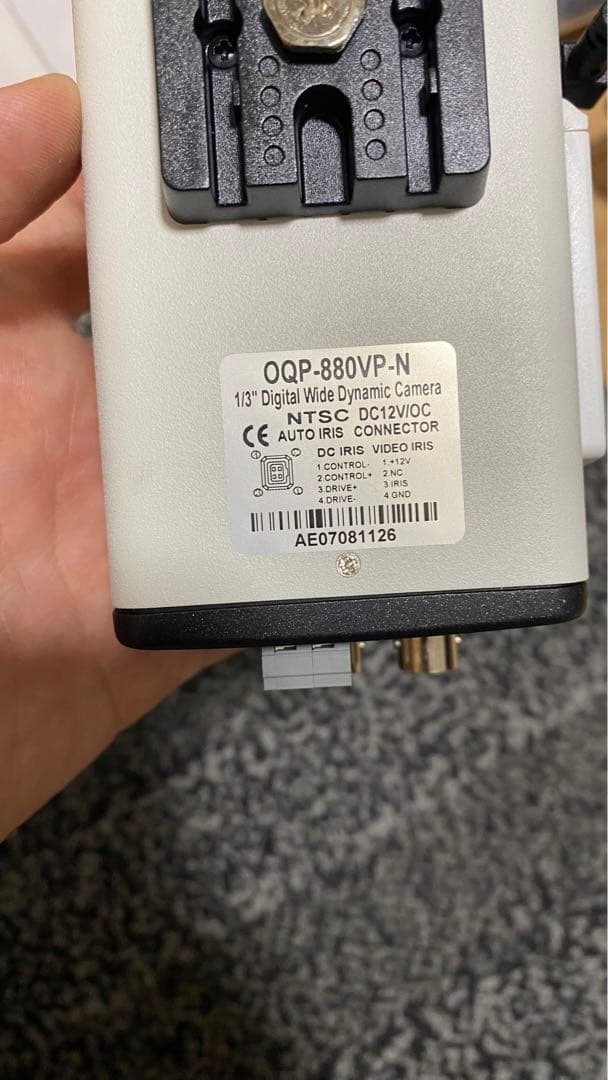 OQP-880VP-N
1/3" Digital Wide Dynamic Camera
NTSC DC12V/OC
CE AUTO IRIS CONNECTOR
DC IRIS VIDEO IRIS
1.CONTROL- 1.+12V
2.CONTROL+ 2.NC
3.DRIVE+ 3.IRIS
4.DRIVE- 4.GND
AE07081126